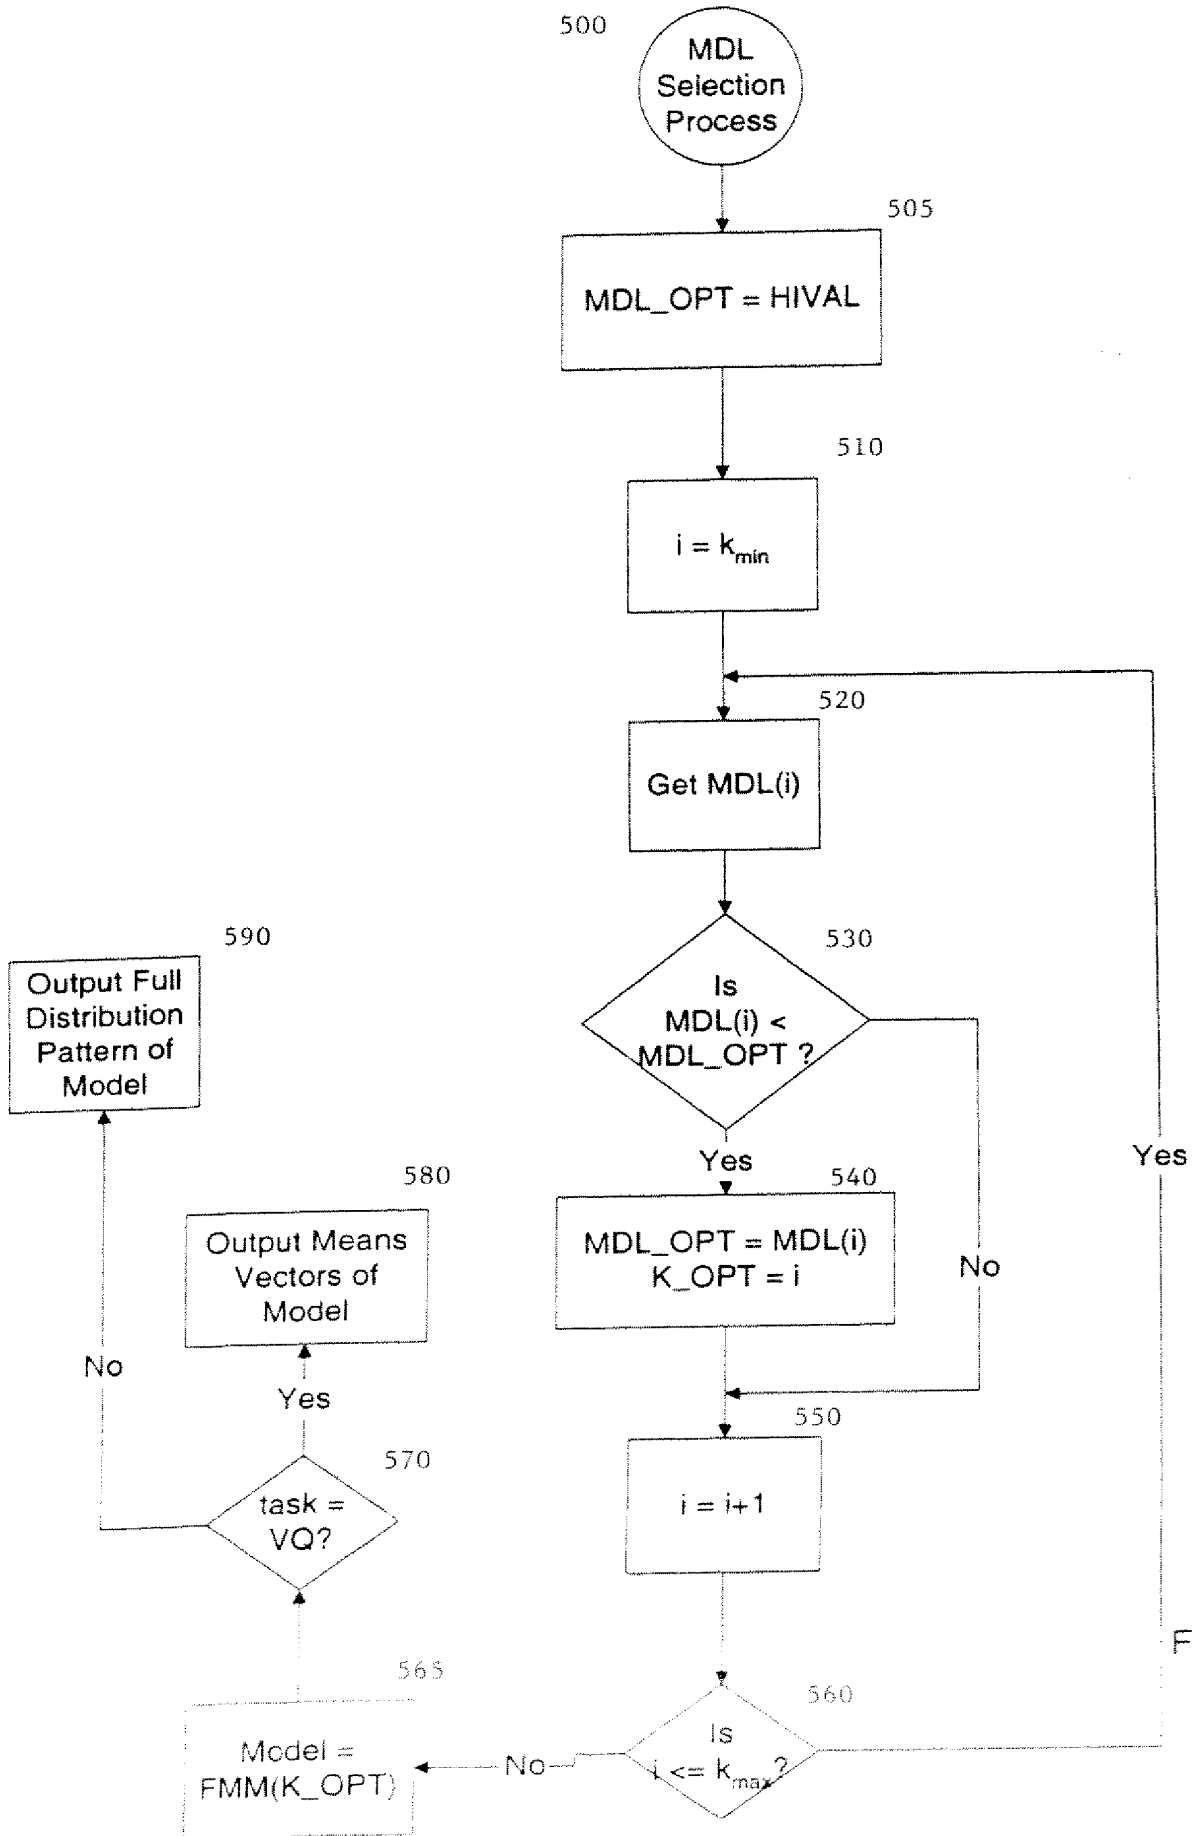 500
MDL
Selection
Process
505
MDL_OPT = HIVAL
510
i = kmin
520
Get MDL(i)
530
Is
MDL(i) <
MDL_OPT ?
Yes
No
540
MDL_OPT = MDL(i)
K_OPT = i
550
i = i+1
560
Is
i <= kmax?
Yes
No
565
Model =
FMM(K_OPT)
570
task =
VQ?
Yes
No
580
Output Means
Vectors of
Model
590
Output Full
Distribution
Pattern of
Model
F